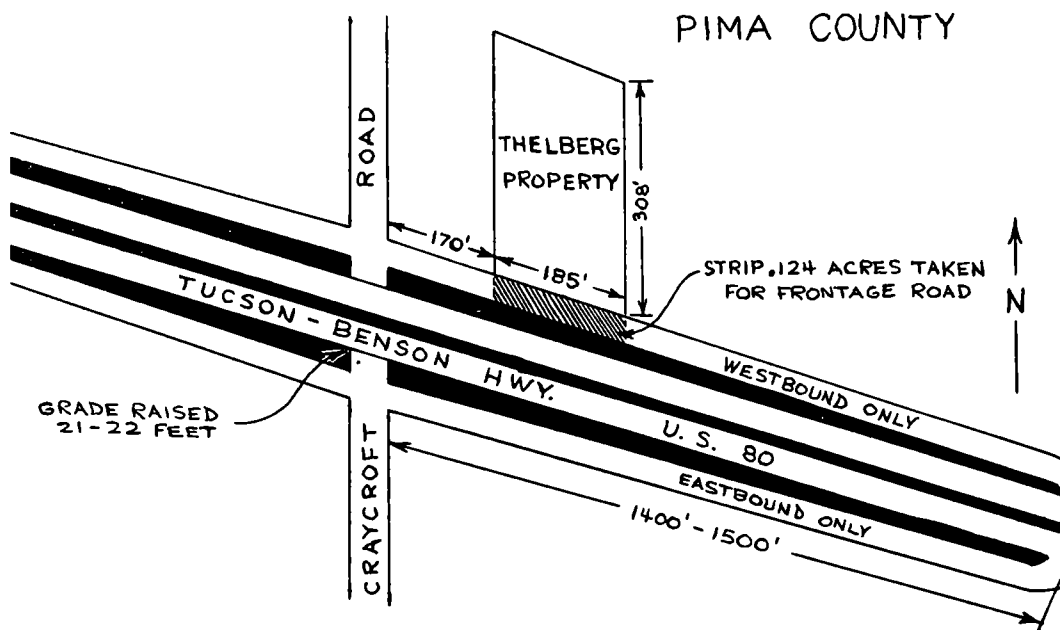 PIMA COUNTY
ROAD
THELBERG
PROPERTY
308'
170'
185'
STRIP .124 ACRES TAKEN
FOR FRONTAGE ROAD
N
TUCSON - BENSON HWY.
U. S. 80
WESTBOUND ONLY
GRADE RAISED
21-22 FEET
EASTBOUND ONLY
1400'-1500'
CRAYCROFT